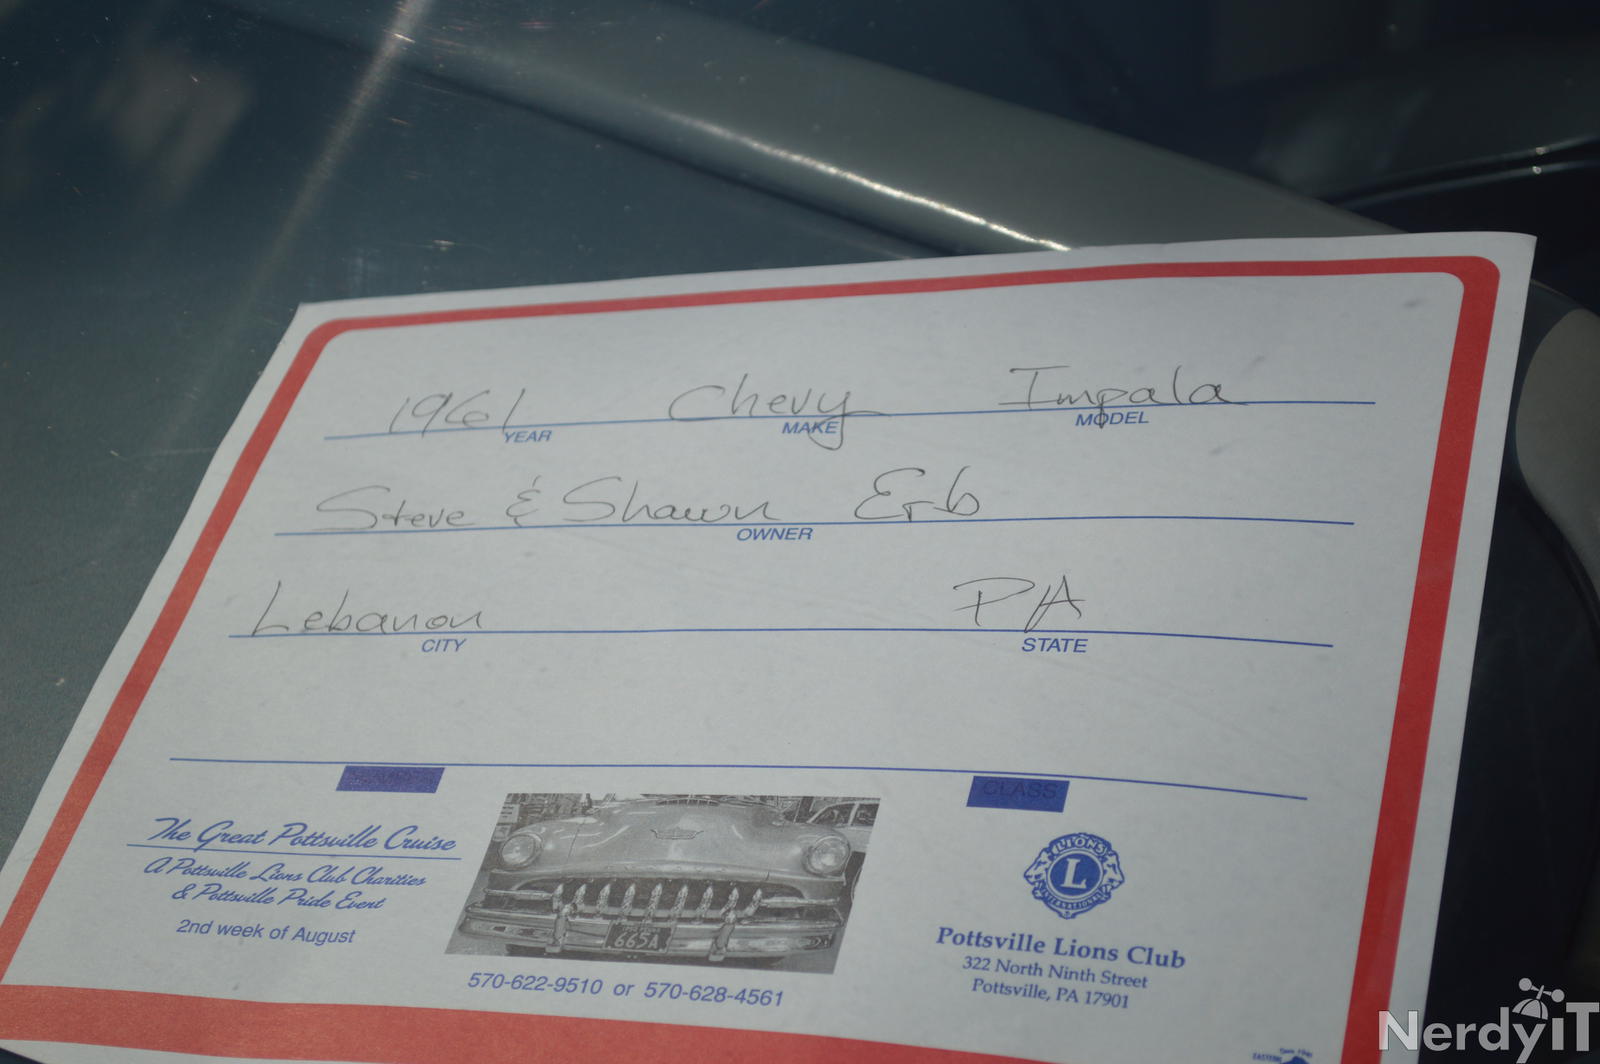 1961 Chevy Impala
YEAR MAKE MODEL
Steve & Shawn Erb
OWNER
Lebanon PA
CITY STATE
CLASS
The Great Pottsville Cruise
A Pottsville Lions Club Charities
& Pottsville Pride Event
2nd week of August
665A
570-622-9510 or 570-628-4561
LIONS
L
INTERNATIONAL
Pottsville Lions Club
322 North Ninth Street
Pottsville, PA 17901
EASTERN
NerdyiT